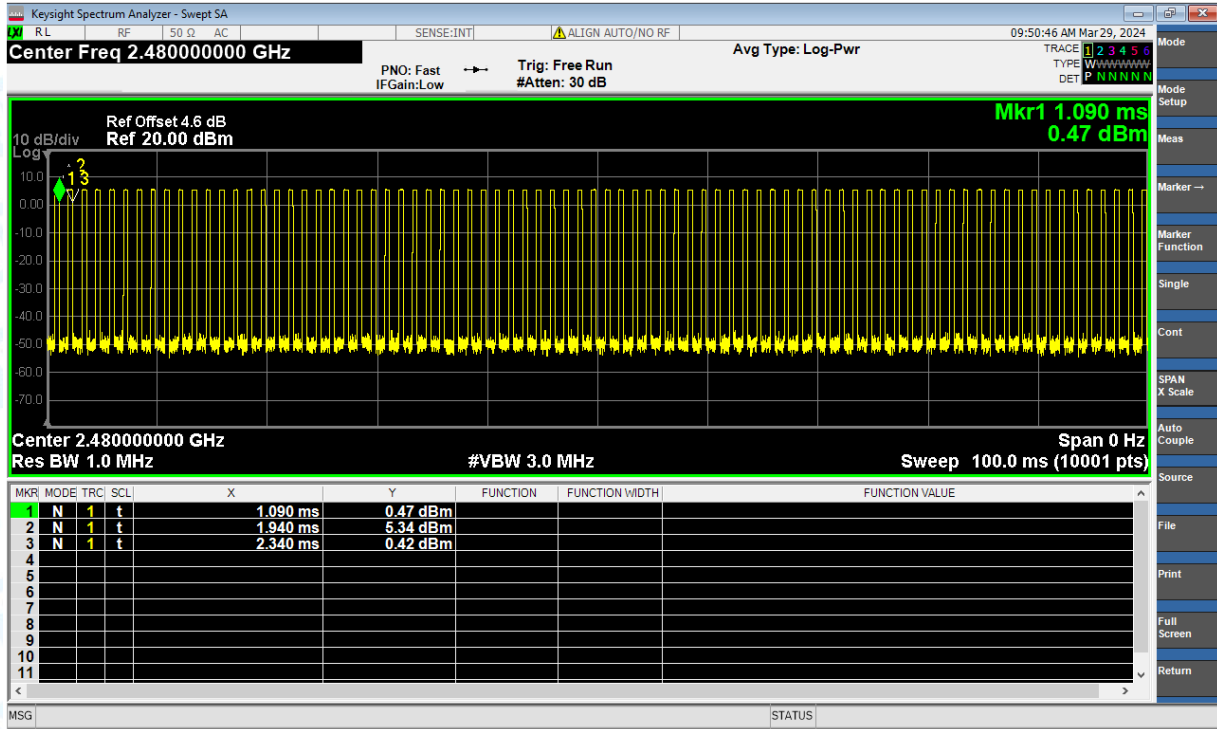 Keysight Spectrum Analyzer - Swept SA
LXI RL RF 50 Ω AC SENSE:INT ALIGN AUTO/NO RF 09:50:46 AM Mar 29, 2024
Center Freq 2.480000000 GHz
Avg Type: Log-Pwr
TRACE 1 2 3 4 5 6
TYPE WWWWWW
DET P N N N N N
PNO: Fast
IFGain:Low
Trig: Free Run
#Atten: 30 dB
Mkr1 1.090 ms
0.47 dBm
Ref Offset 4.6 dB
10 dB/div Ref 20.00 dBm
Log
2
1 3
10.0
0.00
-10.0
-20.0
-30.0
-40.0
-50.0
-60.0
-70.0
Center 2.480000000 GHz Span 0 Hz
Res BW 1.0 MHz #VBW 3.0 MHz Sweep 100.0 ms (10001 pts)
MKR MODE TRC SCL X Y FUNCTION FUNCTION WIDTH FUNCTION VALUE
1 N 1 t 1.090 ms 0.47 dBm
2 N 1 t 1.940 ms 5.34 dBm
3 N 1 t 2.340 ms 0.42 dBm
4
5
6
7
8
9
10
11
MSG STATUS
Mode
Mode
Setup
Meas
Marker→
Marker
Function
Single
Cont
SPAN
X Scale
Auto
Couple
Source
File
Print
Full
Screen
Return